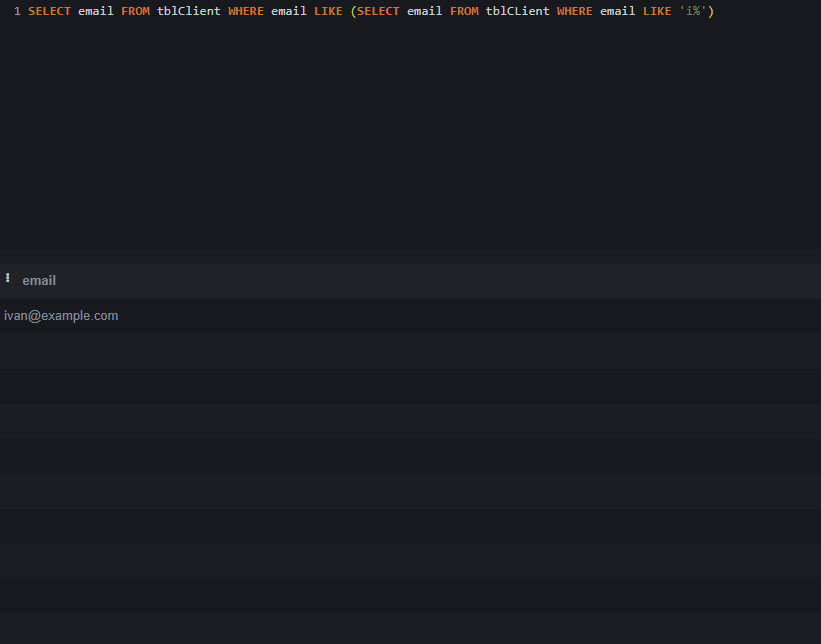 1 SELECT email FROM tblClient WHERE email LIKE (SELECT email FROM tblCLient WHERE email LIKE 'i%')
email
ivan@example.com